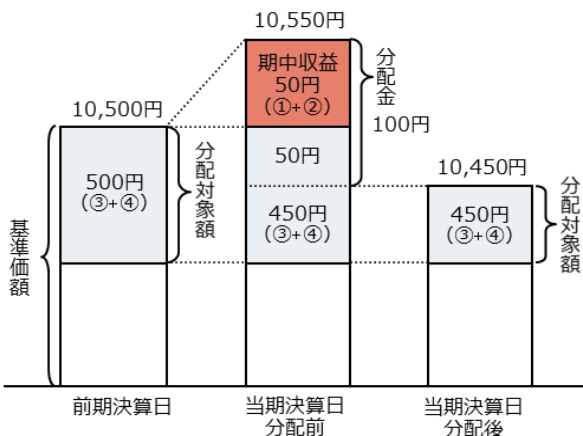 10,550円
期中収益
50円
(①+②)
分配金
100円
10,500円
500円
(③+④)
分配対象額
50円
450円
(③+④)
10,450円
450円
(③+④)
分配対象額
基準価額
前期決算日
当期決算日
分配前
当期決算日
分配後